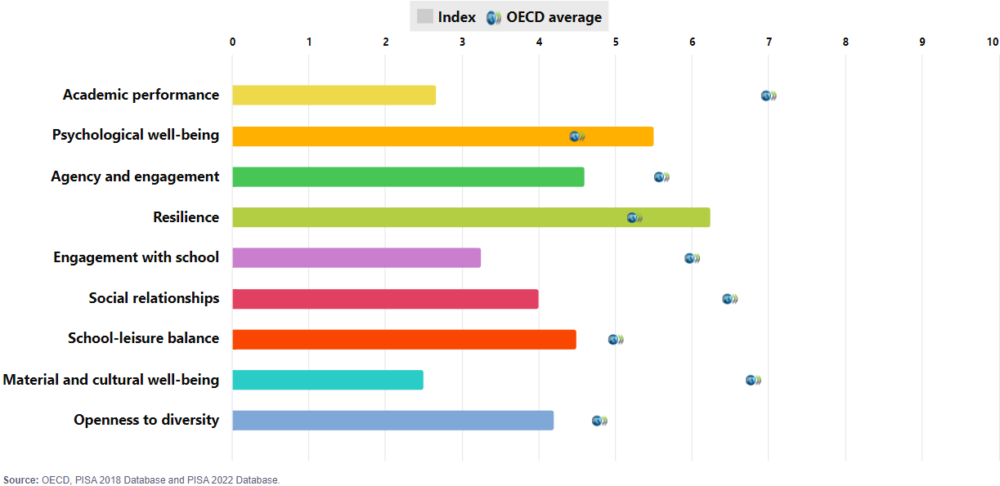 Index OECD average
0 1 2 3 4 5 6 7 8 9 10
Academic performance
Psychological well-being
Agency and engagement
Resilience
Engagement with school
Social relationships
School-leisure balance
Material and cultural well-being
Openness to diversity
Source: OECD, PISA 2018 Database and PISA 2022 Database.